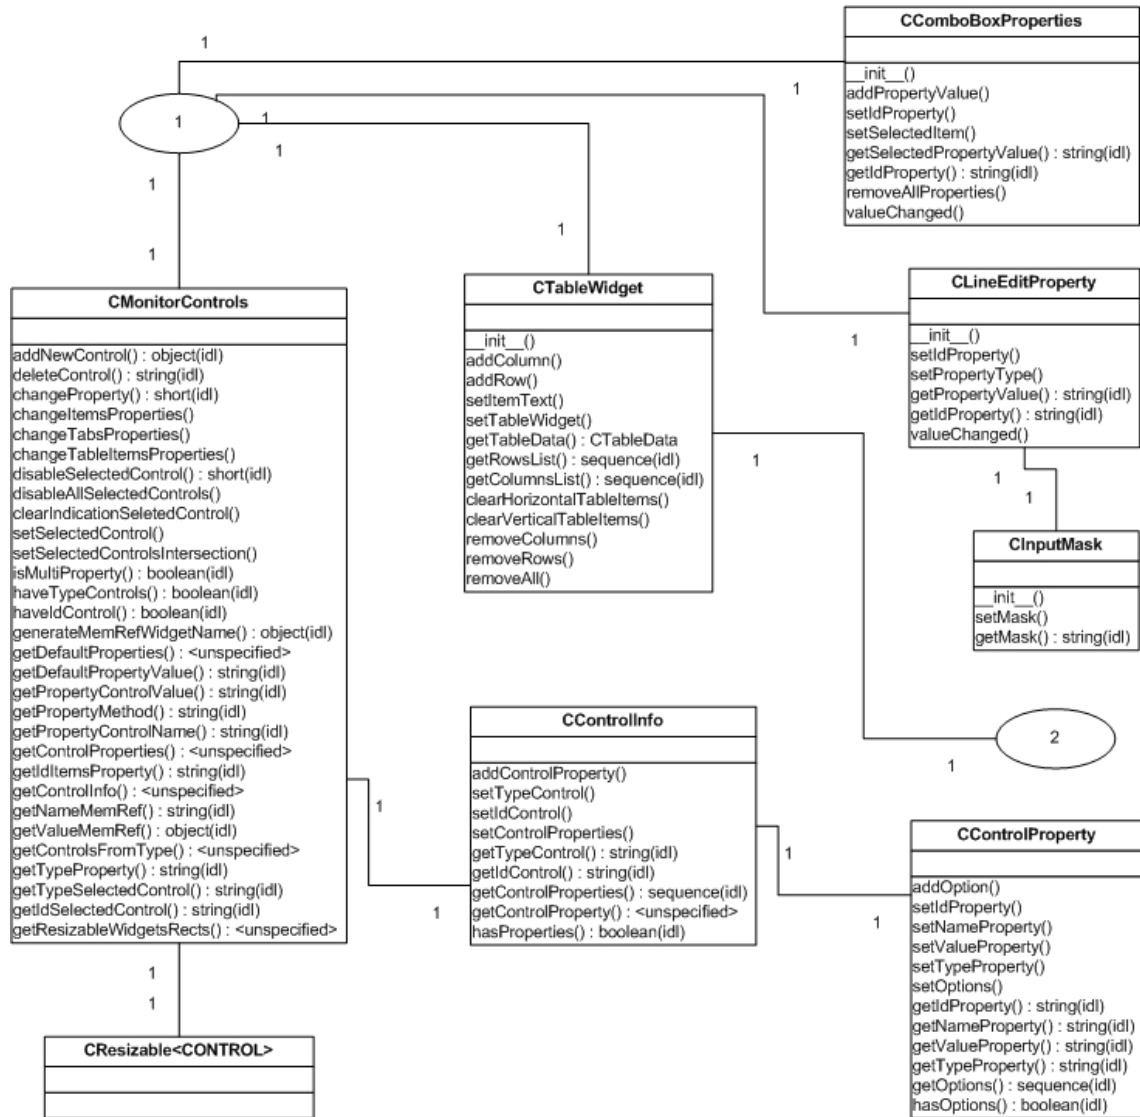 CComboBoxProperties
__init__()
addPropertyValue()
setIdProperty()
setSelectedItem()
getSelectedPropertyValue() : string(idl)
getIdProperty() : string(idl)
removeAllProperties()
valueChanged()
1
1
1
1
1
1
1
1
1
CMonitorControls
addNewControl() : object(idl)
deleteControl() : string(idl)
changeProperty() : short(idl)
changeItemsProperties()
changeTabsProperties()
changeTableItemsProperties()
disableSelectedControl() : short(idl)
disableAllSelectedControls()
clearIndicationSeletedControl()
setSelectedControl()
setSelectedControlsIntersection()
isMultiProperty() : boolean(idl)
haveTypeControls() : boolean(idl)
haveIdControl() : boolean(idl)
generateMemRefWidgetName() : object(idl)
getDefaultProperties() : <unspecified>
getDefaultPropertyValue() : string(idl)
getPropertyControlValue() : string(idl)
getPropertyMethod() : string(idl)
getPropertyControlName() : string(idl)
getControlProperties() : <unspecified>
getIdItemsProperty() : string(idl)
getControlInfo() : <unspecified>
getNameMemRef() : string(idl)
getValueMemRef() : object(idl)
getControlsFromType() : <unspecified>
getTypeProperty() : string(idl)
getTypeSelectedControl() : string(idl)
getIdSelectedControl() : string(idl)
getResizableWidgetsRects() : <unspecified>
CTableWidget
__init__()
addColumn()
addRow()
setItemText()
setTableWidget()
getTableData() : CTableData
getRowsList() : sequence(idl)
getColumnsList() : sequence(idl)
clearHorizontalTableItems()
clearVerticalTableItems()
removeColumns()
removeRows()
removeAll()
1
CLineEditProperty
__init__()
setIdProperty()
setPropertyType()
getPropertyValue() : string(idl)
getIdProperty() : string(idl)
valueChanged()
1
1
1
CInputMask
__init__()
setMask()
getMask() : string(idl)
2
1
CControlInfo
addControlProperty()
setTypeControl()
setIdControl()
setControlProperties()
getTypeControl() : string(idl)
getIdControl() : string(idl)
getControlProperties() : sequence(idl)
getControlProperty() : <unspecified>
hasProperties() : boolean(idl)
1
1
1
1
CControlProperty
addOption()
setIdProperty()
setNameProperty()
setValueProperty()
setTypeProperty()
setOptions()
getIdProperty() : string(idl)
getNameProperty() : string(idl)
getValueProperty() : string(idl)
getTypeProperty() : string(idl)
getOptions() : sequence(idl)
hasOptions() : boolean(idl)
1
1
CResizable<CONTROL>